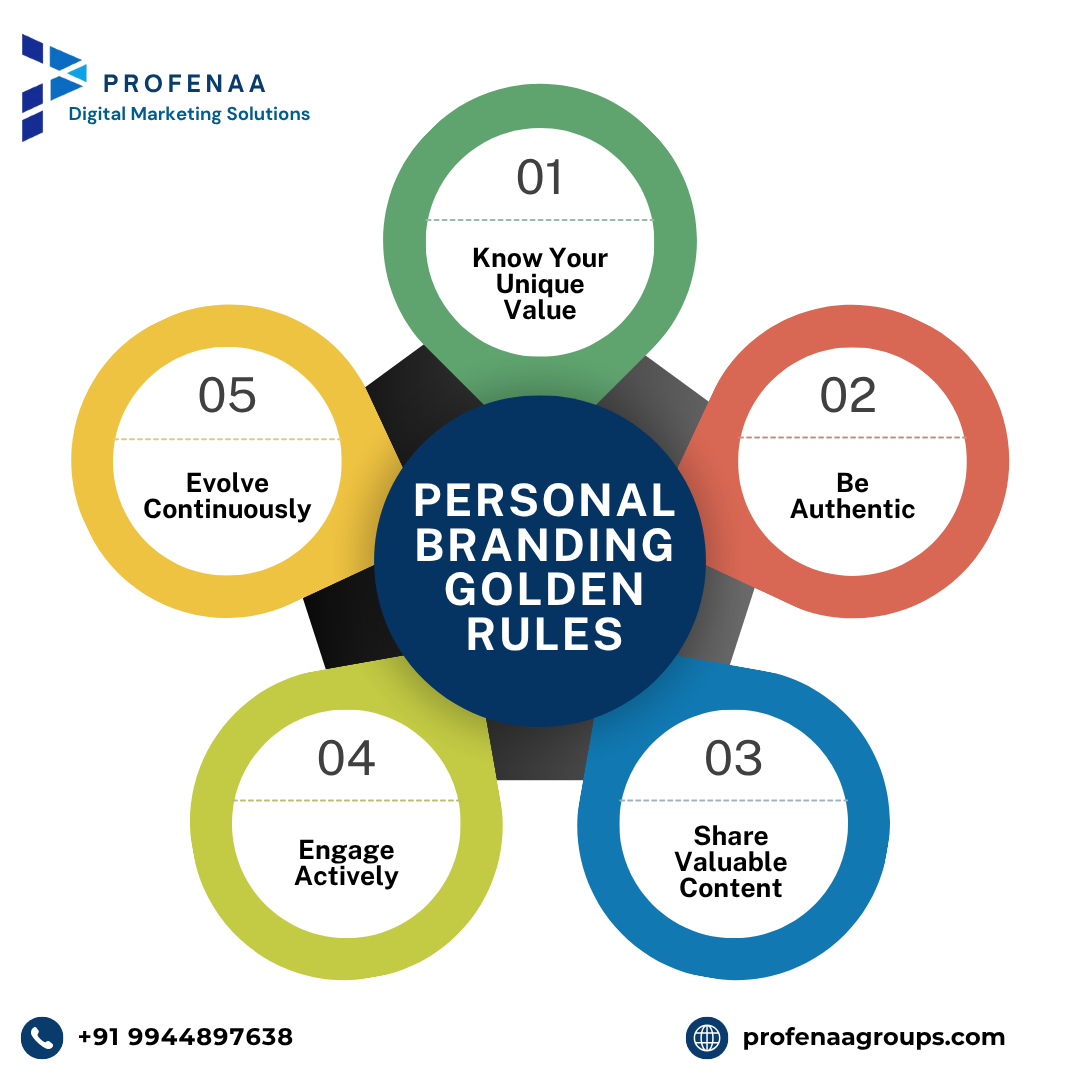 PROFENAA
Digital Marketing Solutions
01
Know Your
Unique
Value
02
Be
Authentic
03
Share
Valuable
Content
04
Engage
Actively
05
Evolve
Continuously
PERSONAL
BRANDING
GOLDEN
RULES
+91 9944897638
profenaagroups.com